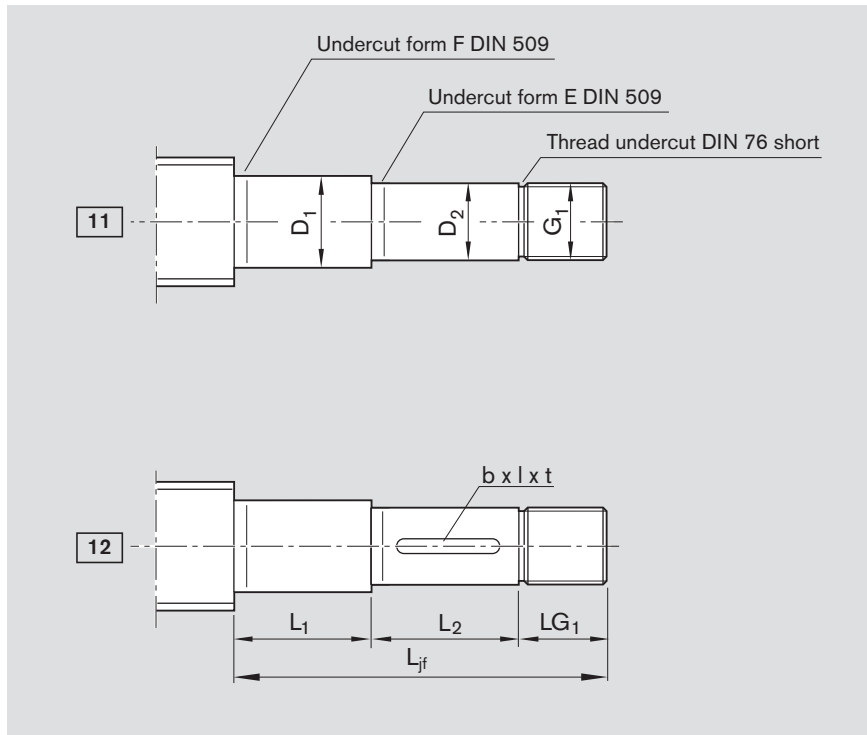 Undercut form F DIN 509
Undercut form E DIN 509
Thread undercut DIN 76 short
11
D₁
D₂
G₁
b x l x t
12
L₁
L₂
LG₁
Ljf